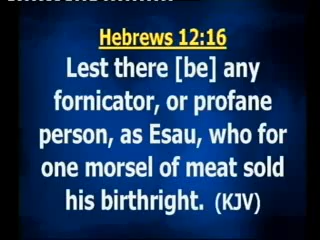 Hebrews 12:16
Lest there [be] any
fornicator, or profane
person, as Esau, who for
one morsel of meat sold
his birthright. (KJV)